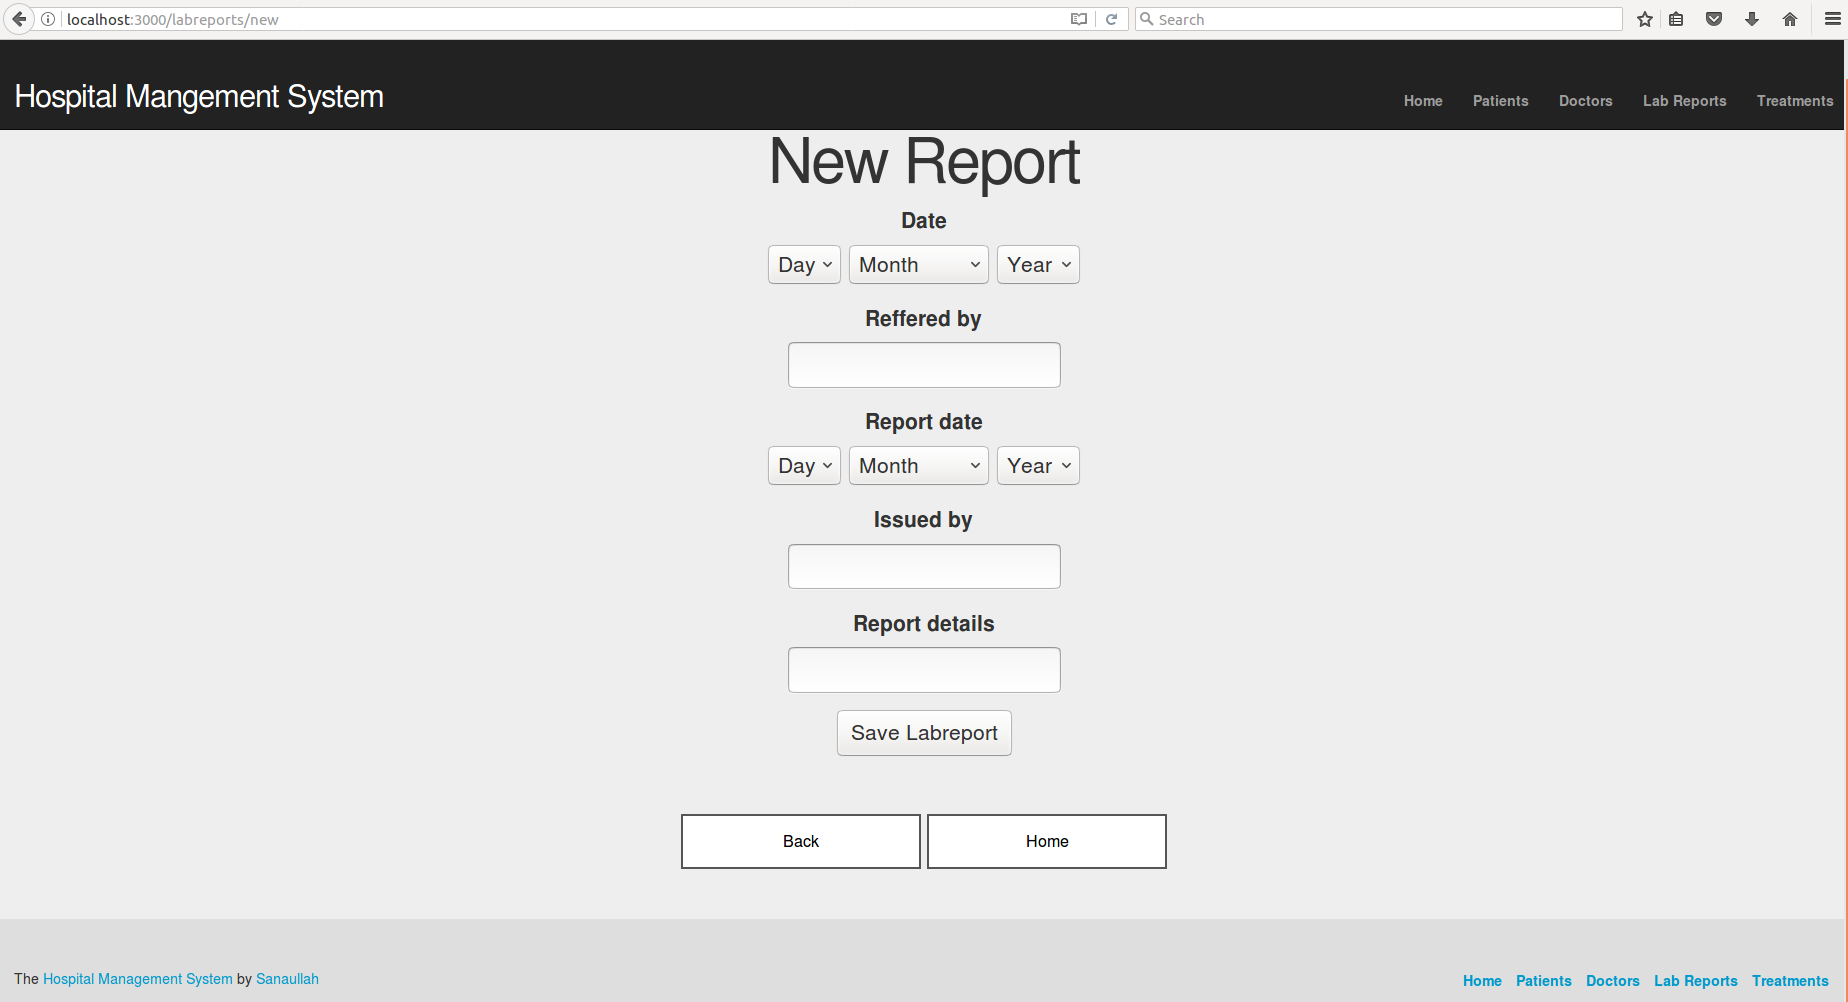 localhost:3000/labreports/new
Search
Hospital Mangement System
Home Patients Doctors Lab Reports Treatments
New Report
Date
Day Month Year
Reffered by
Report date
Day Month Year
Issued by
Report details
Save Labreport
Back Home
The Hospital Management System by Sanaullah
Home Patients Doctors Lab Reports Treatments